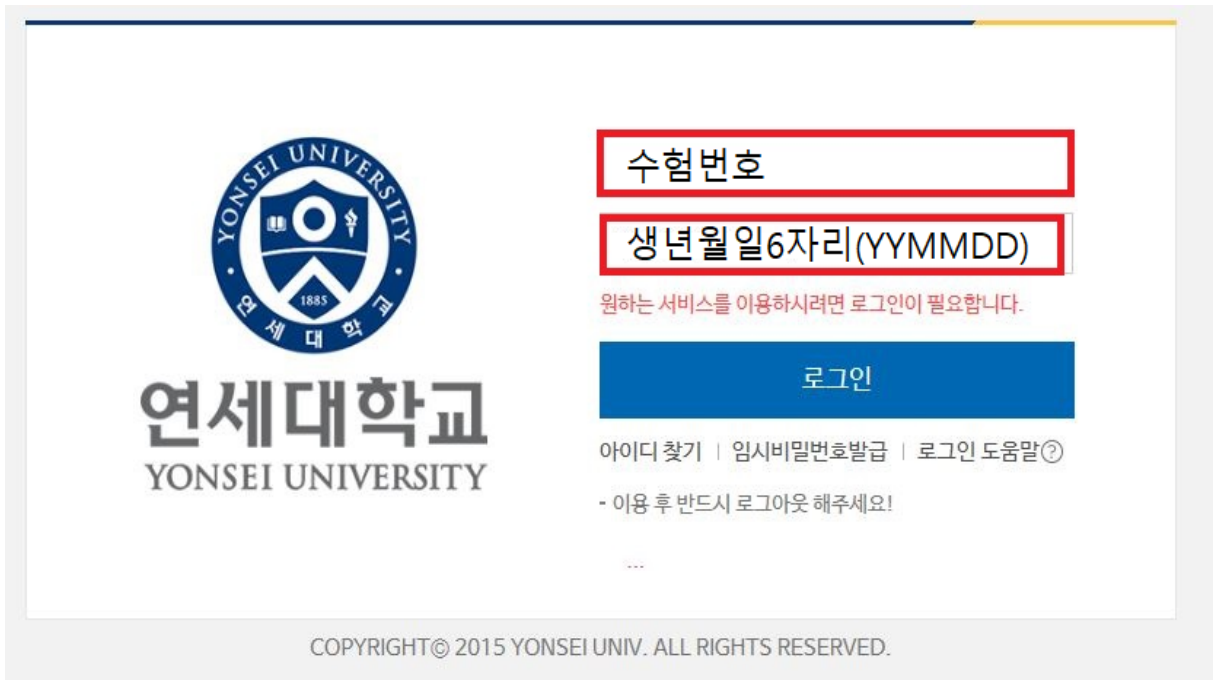 YONSEI UNIVERSITY
1885
연세대학교
연세대학교
YONSEI UNIVERSITY
수험번호
생년월일6자리(YYMMDD)
원하는 서비스를 이용하시려면 로그인이 필요합니다.
로그인
아이디 찾기 | 임시비밀번호발급 | 로그인 도움말?
- 이용 후 반드시 로그아웃 해주세요!
...
COPYRIGHT© 2015 YONSEI UNIV. ALL RIGHTS RESERVED.